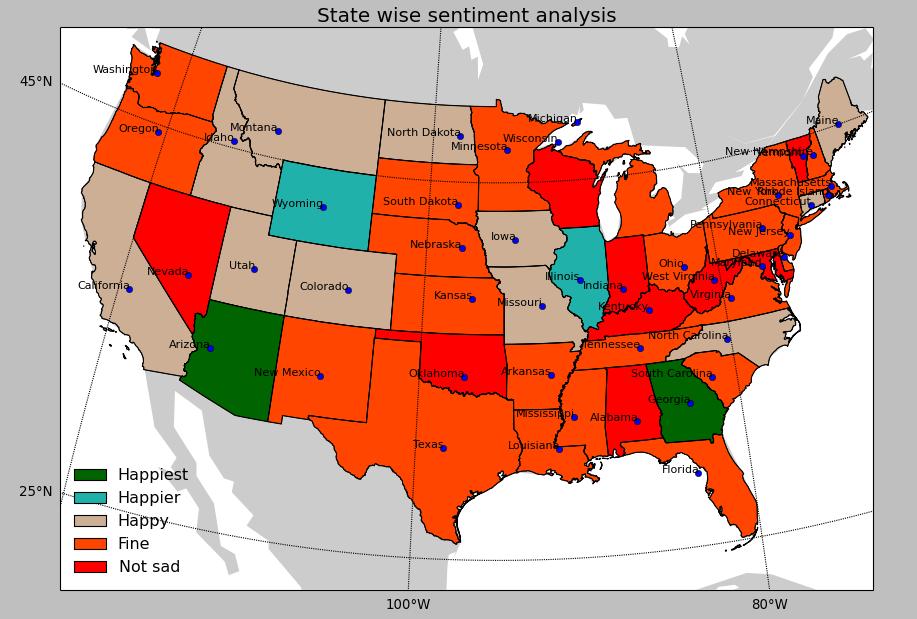 State wise sentiment analysis
45°N
Washington
Oregon
Idaho
Montana
North Dakota
Minnesota
Wisconsin
Michigan
Maine
New Hampshire
Vermont
Massachusetts
New York
Rhode Island
Connecticut
Wyoming
South Dakota
Pennsylvania
New Jersey
Nebraska
Iowa
Delaware
Maryland
Ohio
Nevada
Utah
Illinois
West Virginia
California
Colorado
Indiana
Kansas
Virginia
Missouri
Kentucky
North Carolina
Arizona
Tennessee
New Mexico
Oklahoma
Arkansas
South Carolina
Georgia
Mississippi
Alabama
Texas
Louisiana
Florida
Happiest
25°N
Happier
Happy
Fine
Not sad
100°W
80°W